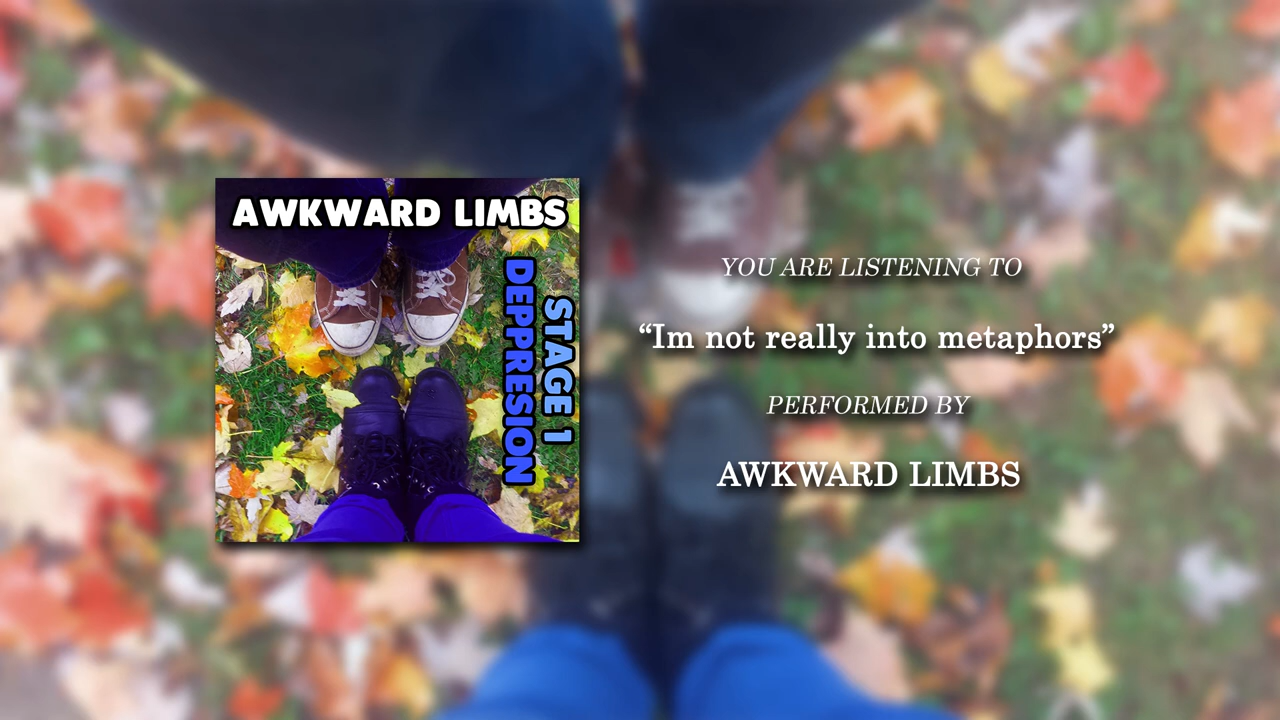 AWKWARD LIMBS
STAGE 1
DEPPRESION
YOU ARE LISTENING TO
“Im not really into metaphors”
PERFORMED BY
AWKWARD LIMBS